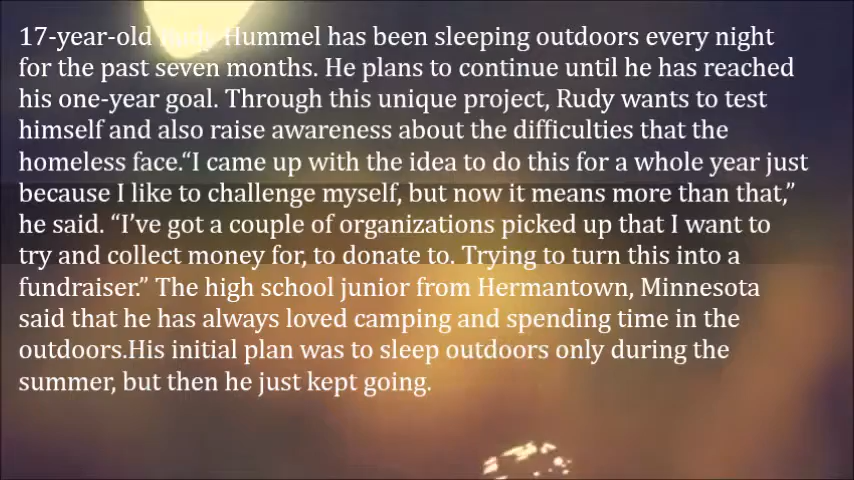 17-year-old Rudy Hummel has been sleeping outdoors every night
for the past seven months. He plans to continue until he has reached
his one-year goal. Through this unique project, Rudy wants to test
himself and also raise awareness about the difficulties that the
homeless face.“I came up with the idea to do this for a whole year just
because I like to challenge myself, but now it means more than that,”
he said. “I’ve got a couple of organizations picked up that I want to
try and collect money for, to donate to. Trying to turn this into a
fundraiser.” The high school junior from Hermantown, Minnesota
said that he has always loved camping and spending time in the
outdoors.His initial plan was to sleep outdoors only during the
summer, but then he just kept going.